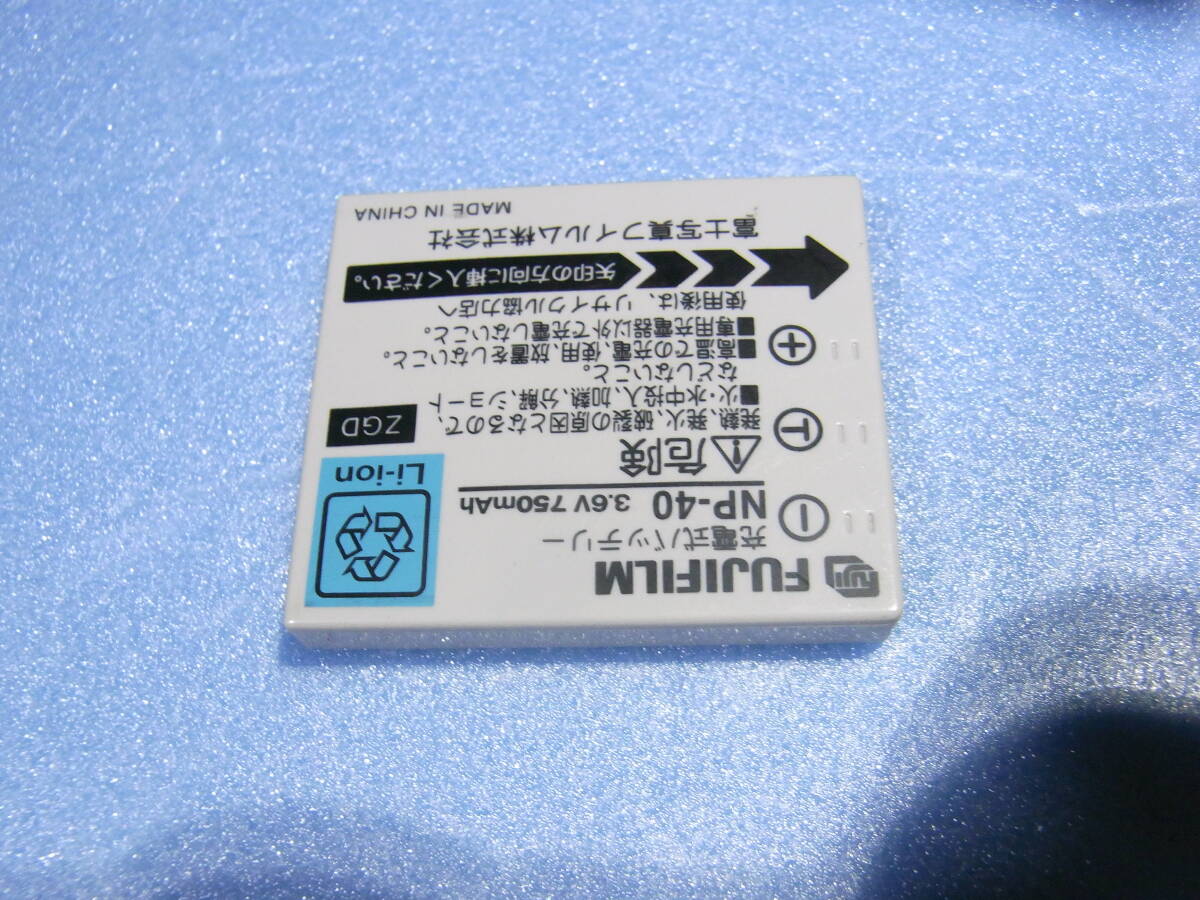 FUJIFILM
充電式バッテリー
NP-40 3.6V 750mAh
Li-ion
危険
ZGD
発熱、発火、破裂の原因となるので、
■火・水中投入、加熱、分解、ショート
などしないこと。
■高温での充電、使用、放置をしないこと。
■専用充電器以外で充電しないこと。
使用後は、リサイクル協力店へ
矢印の方向に挿入ください。
富士写真フイルム株式会社
MADE IN CHINA